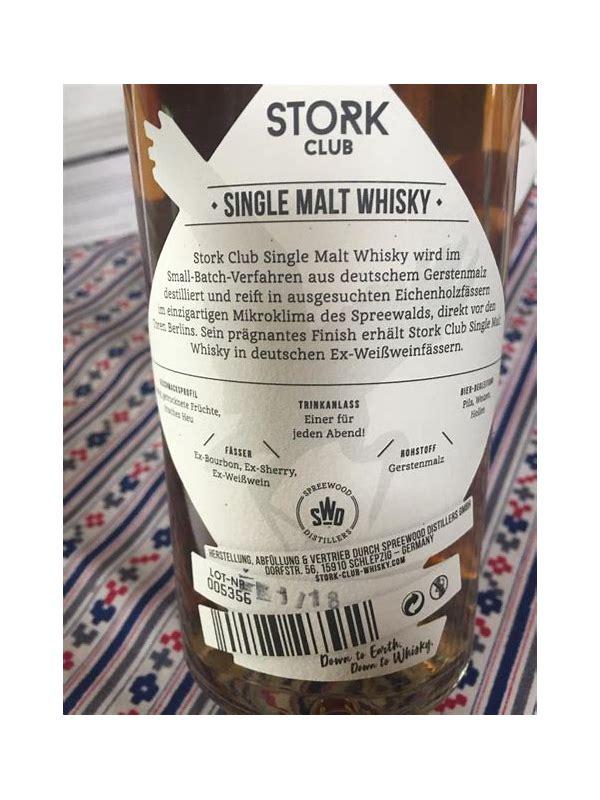 STORK
CLUB
• SINGLE MALT WHISKY •
Stork Club Single Malt Whisky wird im
Small-Batch-Verfahren aus deutschem Gerstenmalz
destilliert und reift in ausgesuchten Eichenholzfässern
im einzigartigen Mikroklima des Spreewalds, direkt vor den
Toren Berlins. Sein prägnantes Finish erhält Stork Club Single Malt
Whisky in deutschen Ex-Weißweinfässern.
getrocknete Früchte,
Heu
TRINKANLASS
Einer für
jeden Abend!
BIER-BEGLEITUNG
Pils, Weizen,
Helles
FÄSSER
Ex-Bourbon, Ex-Sherry,
Ex-Weißwein
ROHSTOFF
Gerstenmalz
SPREEWOOD
SWD
DISTILLERS
HERSTELLUNG, ABFÜLLUNG & VERTRIEB DURCH SPREEWOOD DISTILLERS GMBH
DORFSTR. 56, 15910 SCHLEPZIG – GERMANY
STORK-CLUB-WHISKY.COM
LOT-NR.
005356
1/18
Down to Earth.
Down to Whisky.